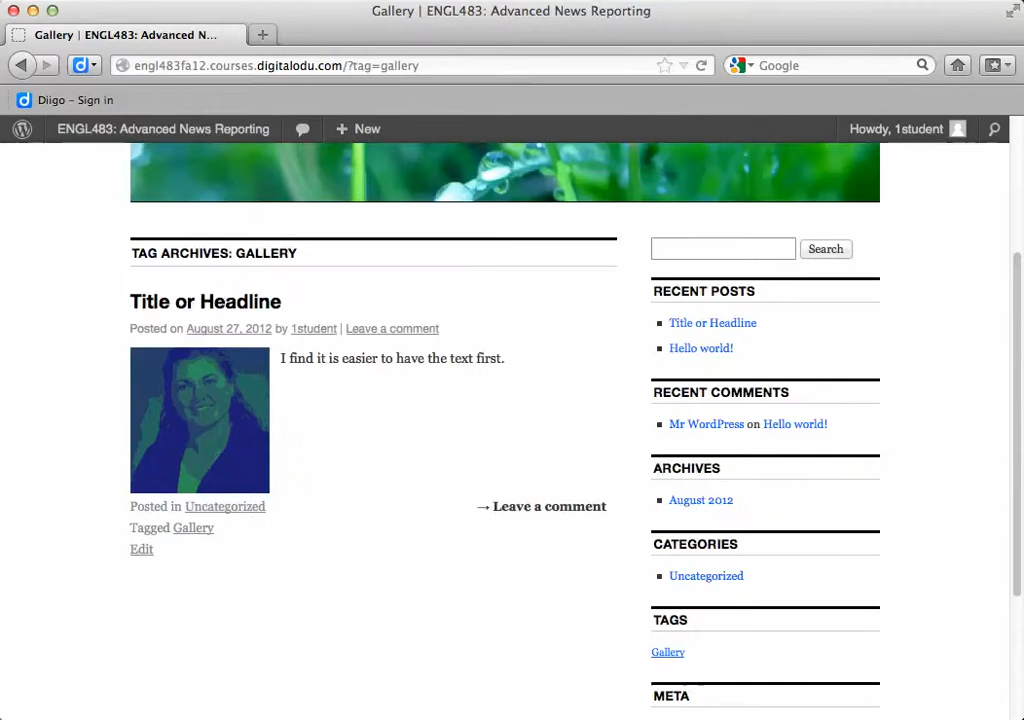 Gallery | ENGL483: Advanced News Reporting
Gallery | ENGL483: Advanced N...
engl483fa12.courses.digitalodu.com/?tag=gallery
Google
Diigo - Sign in
ENGL483: Advanced News Reporting
+ New
Howdy, 1student
TAG ARCHIVES: GALLERY
Title or Headline
Posted on August 27, 2012 by 1student | Leave a comment
I find it is easier to have the text first.
Posted in Uncategorized
→ Leave a comment
Tagged Gallery
Edit
Search
RECENT POSTS
Title or Headline
Hello world!
RECENT COMMENTS
Mr WordPress on Hello world!
ARCHIVES
August 2012
CATEGORIES
Uncategorized
TAGS
Gallery
META